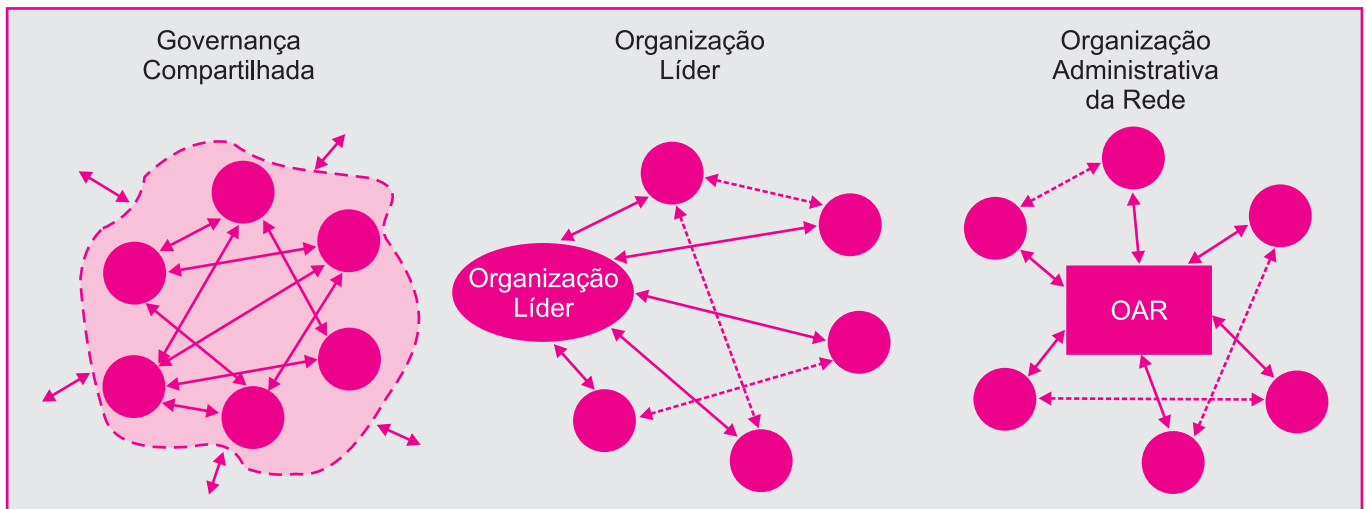 Governança
Compartilhada
Organização
Líder
Organização
Administrativa
da Rede
Organização
Líder
OAR